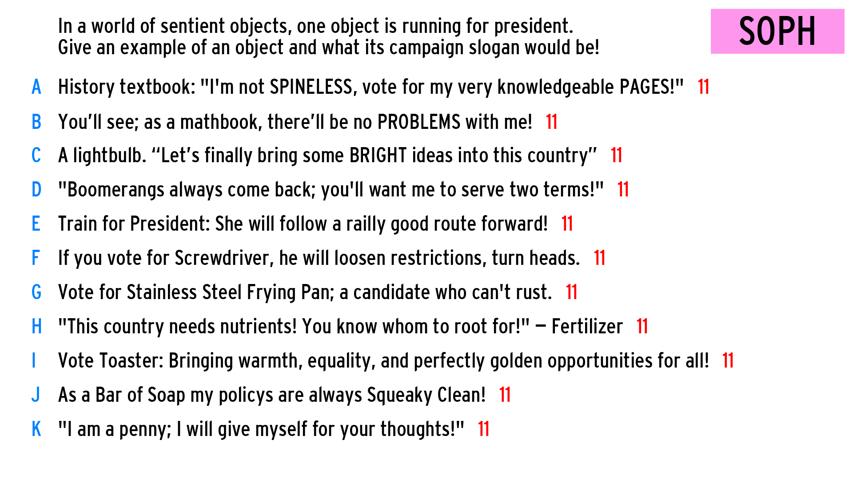 In a world of sentient objects, one object is running for president.
Give an example of an object and what its campaign slogan would be!
SOPH
A History textbook: "I'm not SPINELESS, vote for my very knowledgeable PAGES!" 11
B You’ll see; as a mathbook, there’ll be no PROBLEMS with me! 11
C A lightbulb. “Let’s finally bring some BRIGHT ideas into this country” 11
D "Boomerangs always come back; you'll want me to serve two terms!" 11
E Train for President: She will follow a railly good route forward! 11
F If you vote for Screwdriver, he will loosen restrictions, turn heads. 11
G Vote for Stainless Steel Frying Pan; a candidate who can't rust. 11
H "This country needs nutrients! You know whom to root for!" – Fertilizer 11
I Vote Toaster: Bringing warmth, equality, and perfectly golden opportunities for all! 11
J As a Bar of Soap my policys are always Squeaky Clean! 11
K "I am a penny; I will give myself for your thoughts!" 11